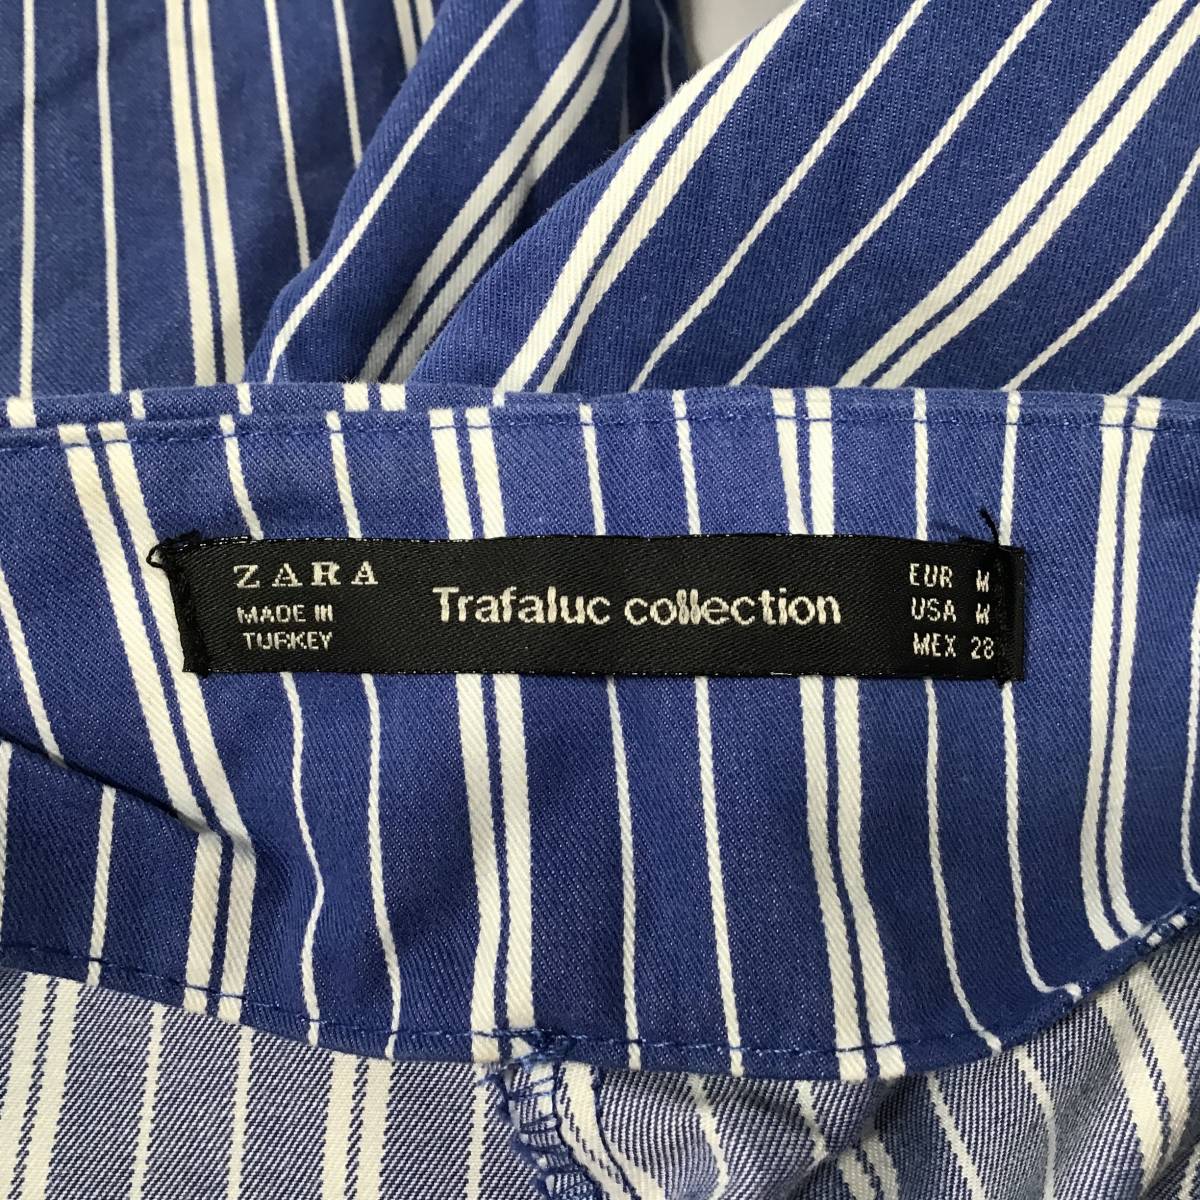 ZARA
MADE IN
TURKEY
Trafaluc collection
EUR M
USA M
MEX 28